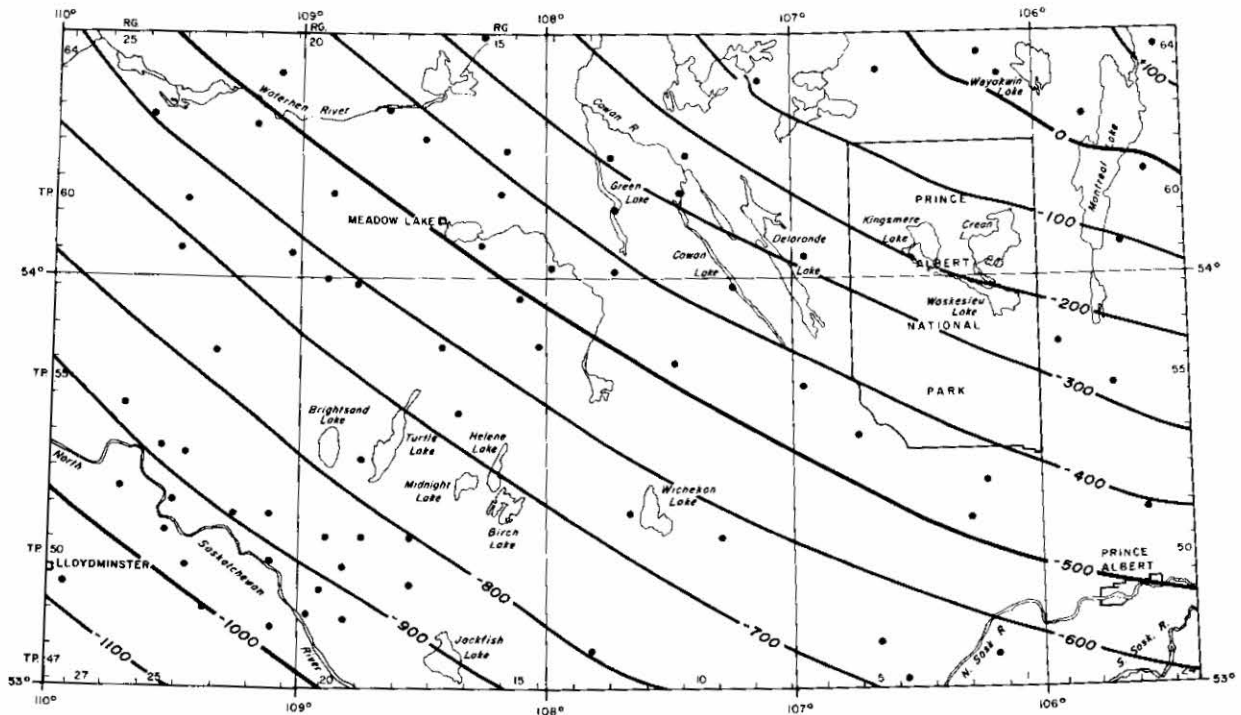 110° 109° 108° 107° 106°
RG. RG. RG.
25 20 15
64 64
+100
Wayakwin
Lake
Waterhen
River
Cowan R
0
Montreal Lake
TP. 60 60
Green
Lake
PRINCE
MEADOW LAKE
Kingsmere
Lake
Crean
L.
-100
Delaronde
Lake
Cowan
Lake
ALBERT
54° 54°
Waskesieu
Lake
-200
NATIONAL
TP. 55 55
-300
PARK
Brightsand
Lake
Turtle
Lake
Helene
Lake
North
-400
Midnight
Lake
Wichekan
Lake
Birch
Lake
TP. 50 50
Saskatchewan
PRINCE
ALBERT
LLOYDMINSTER
-500
-800
-1000
-900
-600
-700
Jackfish
Lake
N. Sask R.
S. Sask. R.
-1100
River
TP. 47
27 25 20 15 10 5 1 24
53° 53°
110° 109° 108° 107° 106°